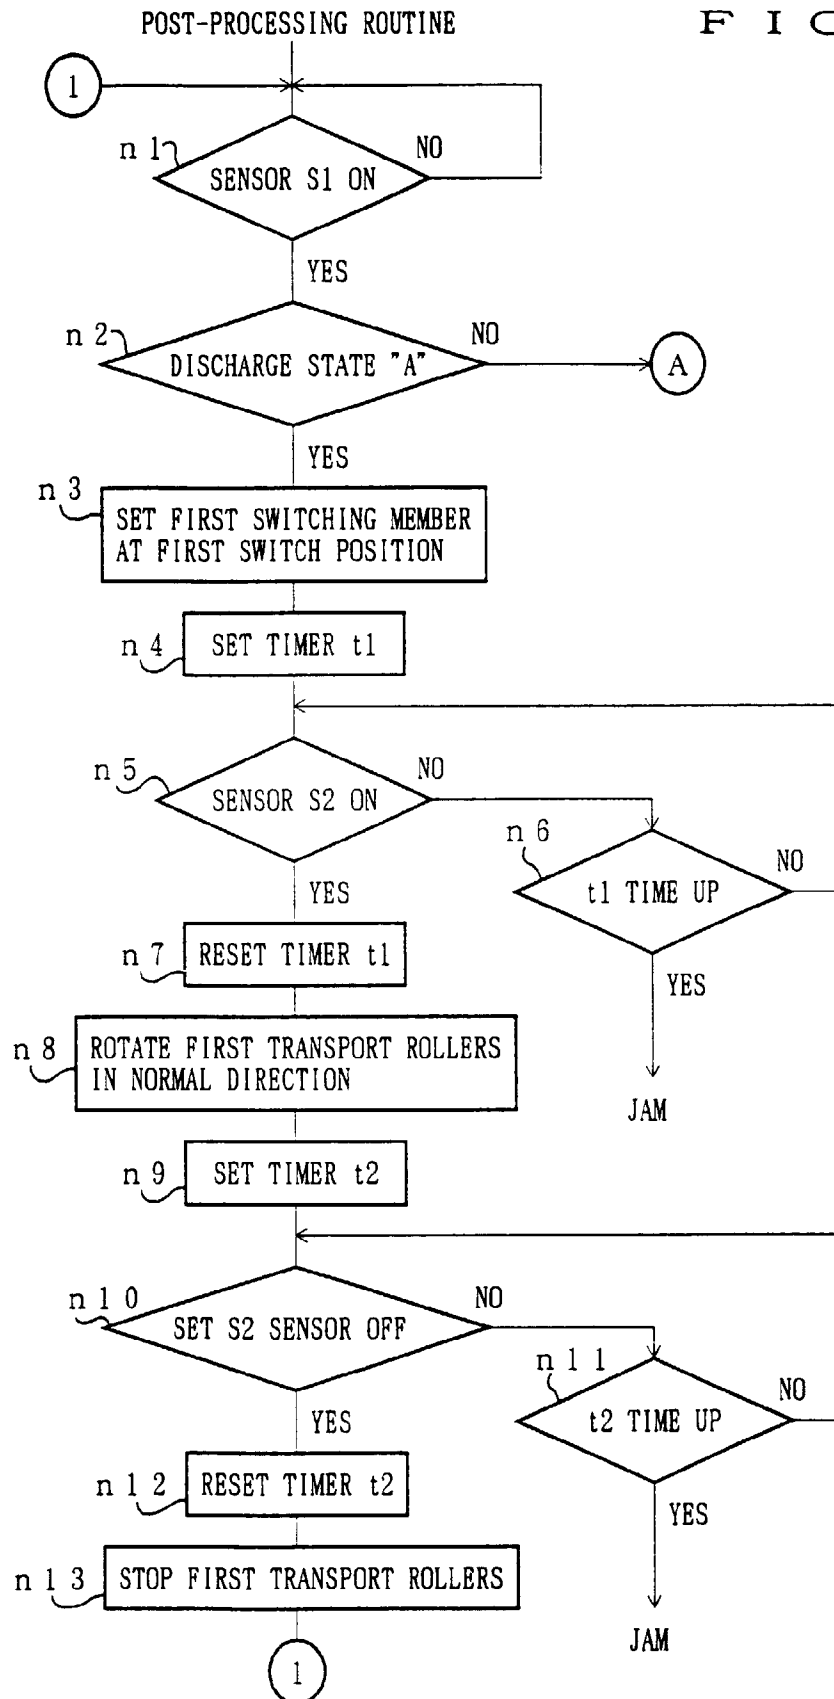 POST-PROCESSING ROUTINE
F I G
1
n 1
NO
SENSOR S1 ON
YES
n 2
NO
DISCHARGE STATE "A"
A
YES
n 3
SET FIRST SWITCHING MEMBER
AT FIRST SWITCH POSITION
n 4
SET TIMER t1
n 5
NO
SENSOR S2 ON
n 6
NO
t1 TIME UP
YES
n 7
RESET TIMER t1
YES
n 8
ROTATE FIRST TRANSPORT ROLLERS
IN NORMAL DIRECTION
JAM
n 9
SET TIMER t2
n 1 0
NO
SET S2 SENSOR OFF
n 1 1
NO
t2 TIME UP
YES
n 1 2
RESET TIMER t2
YES
n 1 3
STOP FIRST TRANSPORT ROLLERS
JAM
1